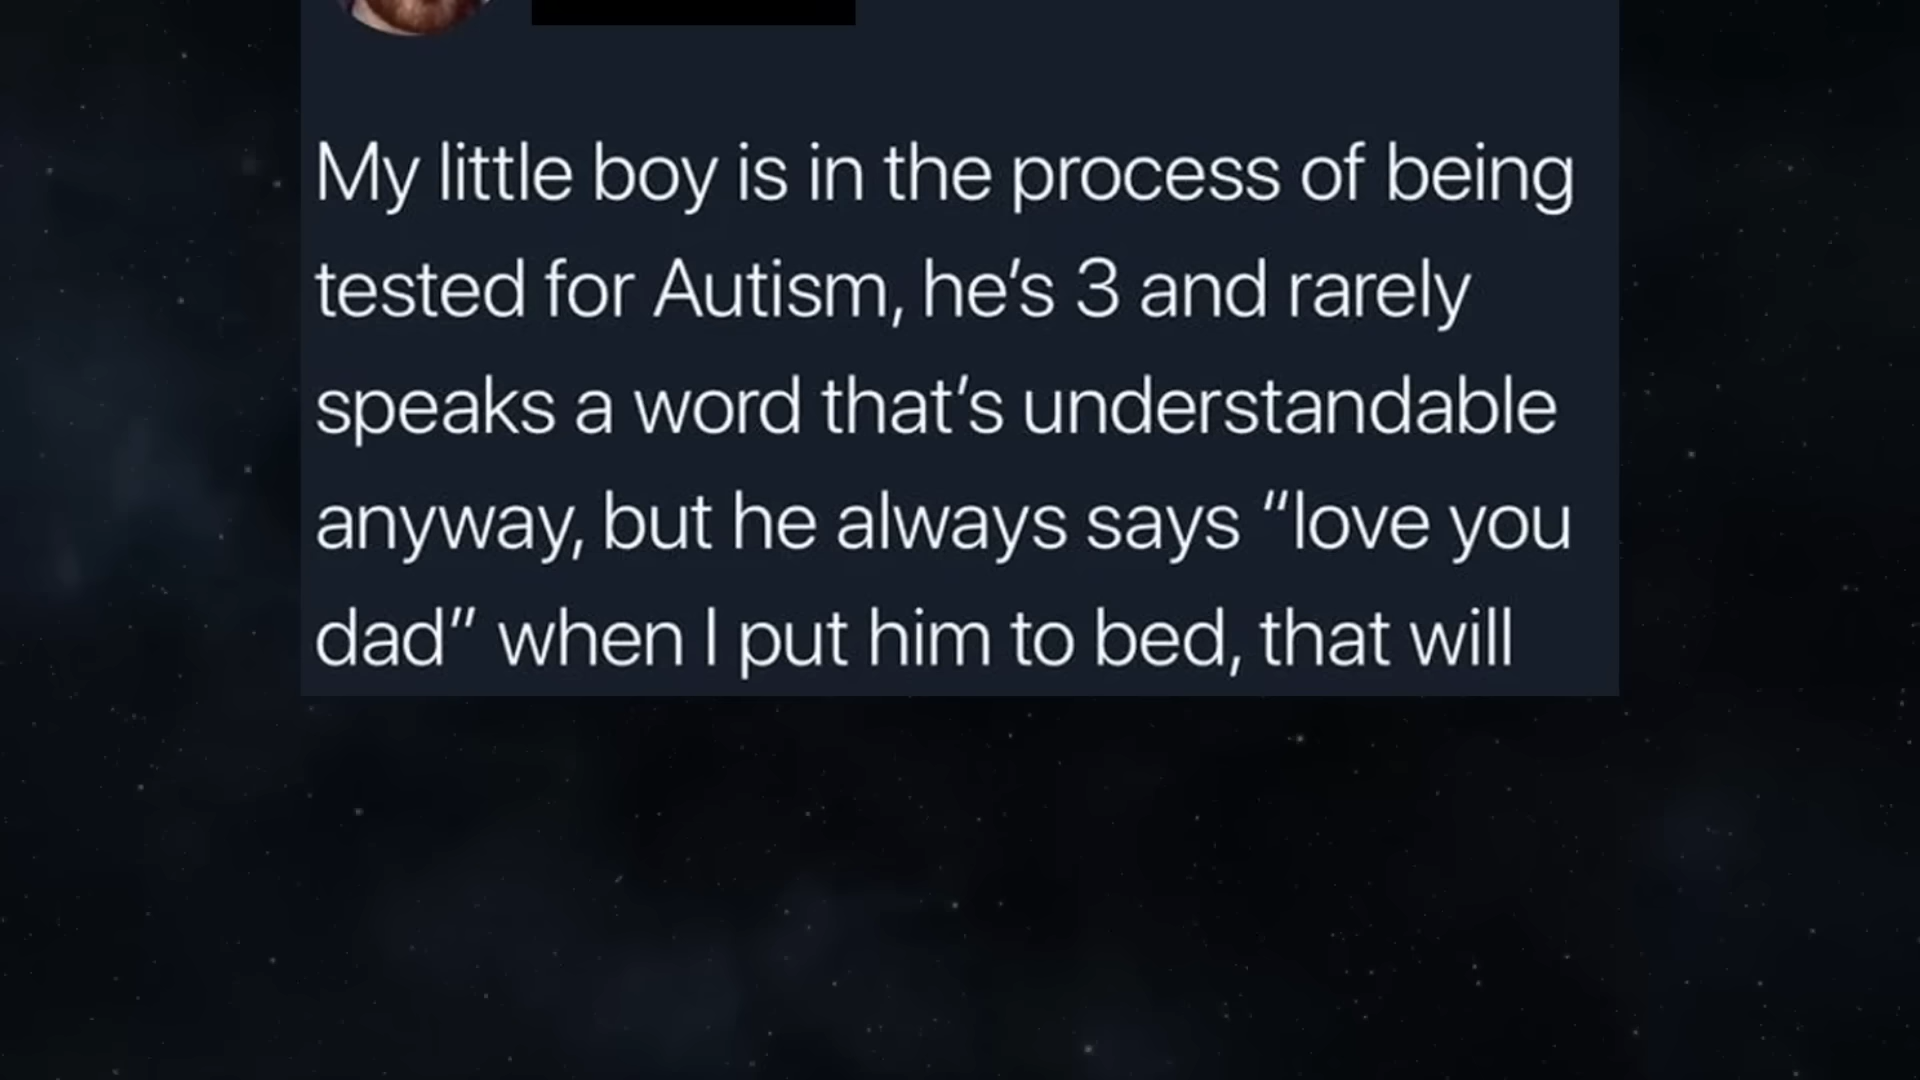 My little boy is in the process of being
tested for Autism, he’s 3 and rarely
speaks a word that’s understandable
anyway, but he always says “love you
dad” when I put him to bed, that will